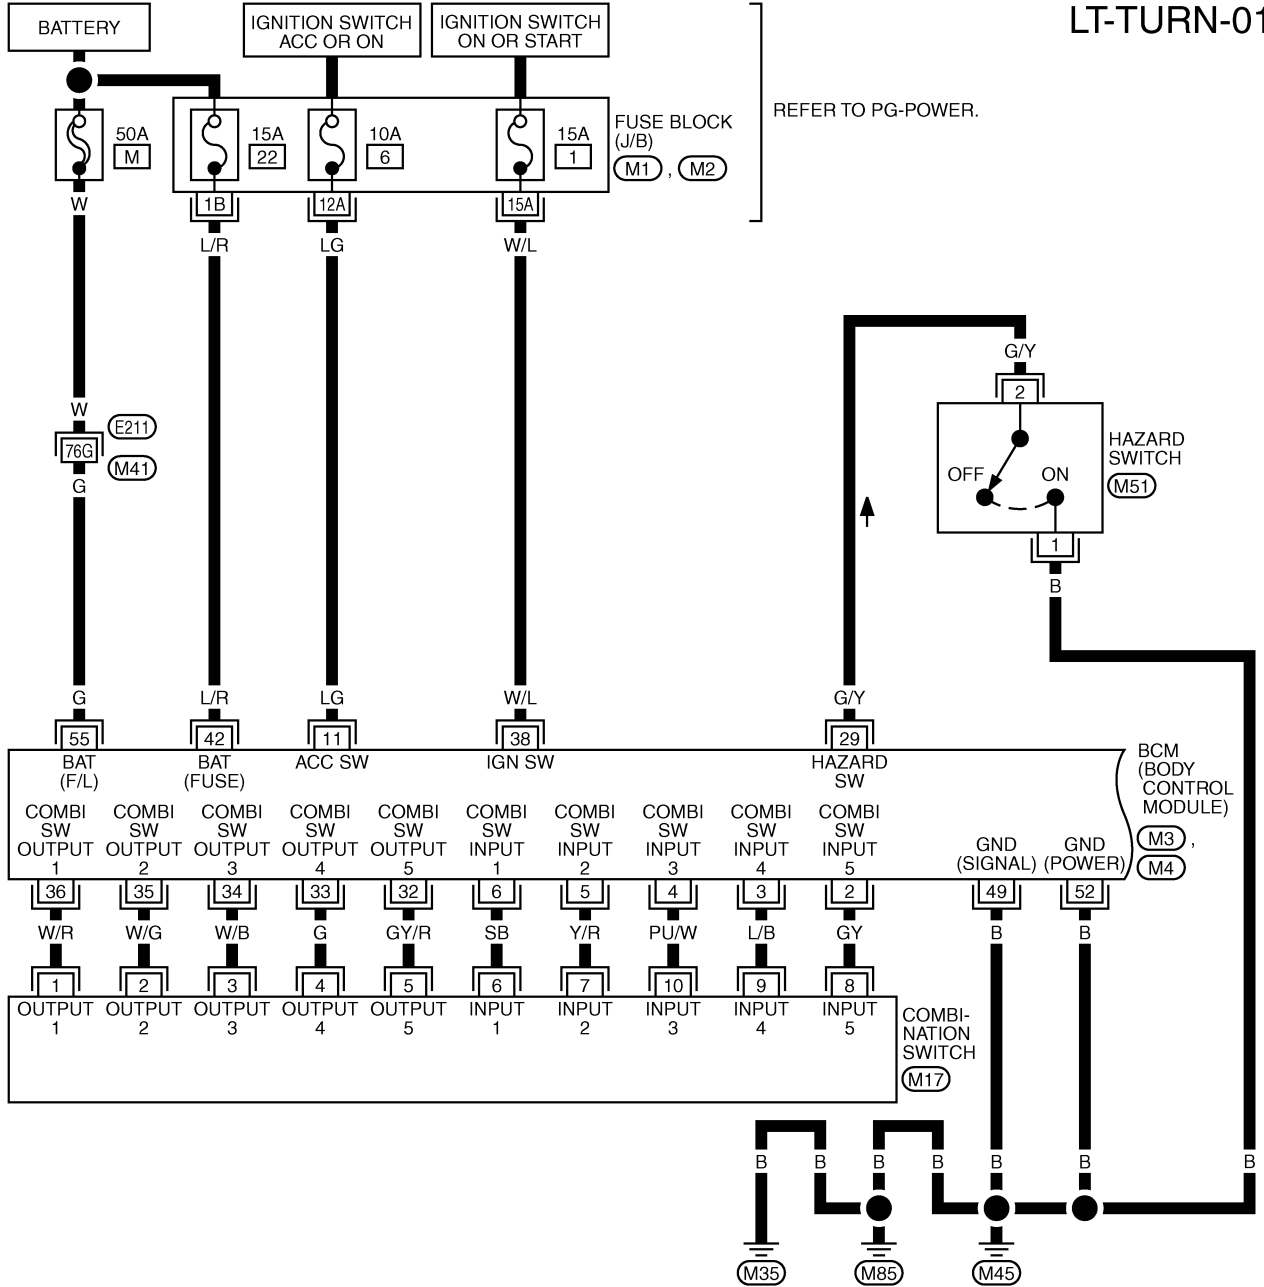 LT-TURN-01
BATTERY
IGNITION SWITCH
ACC OR ON
IGNITION SWITCH
ON OR START
REFER TO PG-POWER.
50A
M
15A
22
10A
6
15A
1
FUSE BLOCK
(J/B)
M1 , M2
1B
12A
15A
W
L/R
LG
W/L
G/Y
2
W
E211
76G
M41
G
HAZARD
SWITCH
M51
OFF
ON
1
B
G
L/R
LG
W/L
G/Y
55
42
11
38
29
BAT
(F/L)
BAT
(FUSE)
ACC SW
IGN SW
HAZARD
SW
BCM
(BODY
CONTROL
MODULE)
M3 ,
M4
COMBI
SW
OUTPUT
1
COMBI
SW
OUTPUT
2
COMBI
SW
OUTPUT
3
COMBI
SW
OUTPUT
4
COMBI
SW
OUTPUT
5
COMBI
SW
INPUT
1
COMBI
SW
INPUT
2
COMBI
SW
INPUT
3
COMBI
SW
INPUT
4
COMBI
SW
INPUT
5
GND
(SIGNAL)
GND
(POWER)
36
35
34
33
32
6
5
4
3
2
49
52
W/R
W/G
W/B
G
GY/R
SB
Y/R
PU/W
L/B
GY
B
B
1
2
3
4
5
6
7
10
9
8
OUTPUT
1
OUTPUT
2
OUTPUT
3
OUTPUT
4
OUTPUT
5
INPUT
1
INPUT
2
INPUT
3
INPUT
4
INPUT
5
COMBI-
NATION
SWITCH
M17
B
B
B
B
B
B
B
M35
M85
M45